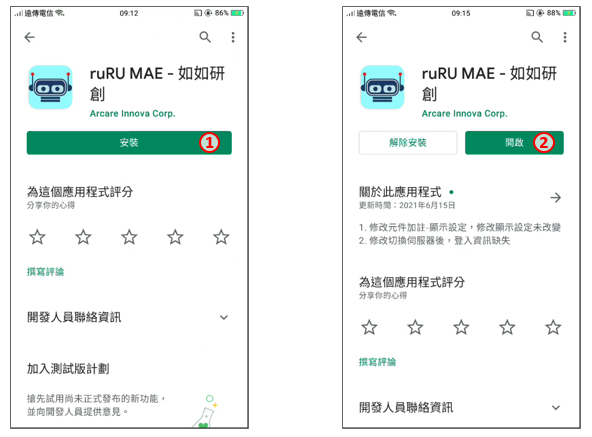 遠傳電信 09:12 86%
ruRU MAE - 如如研
創
Arcare Innova Corp.
安裝 1
為這個應用程式評分
分享你的心得
撰寫評論
開發人員聯絡資訊
加入測試版計劃
搶先試用尚未正式發布的新功能，
並向開發人員提供意見。
遠傳電信 09:15 88%
ruRU MAE - 如如研
創
Arcare Innova Corp.
解除安裝 開啟 2
關於此應用程式
更新時間：2021年6月15日
1. 修改元件加註-顯示設定，修改顯示設定未改變
2. 修改切換伺服器後，登入資訊缺失
為這個應用程式評分
分享你的心得
撰寫評論
開發人員聯絡資訊